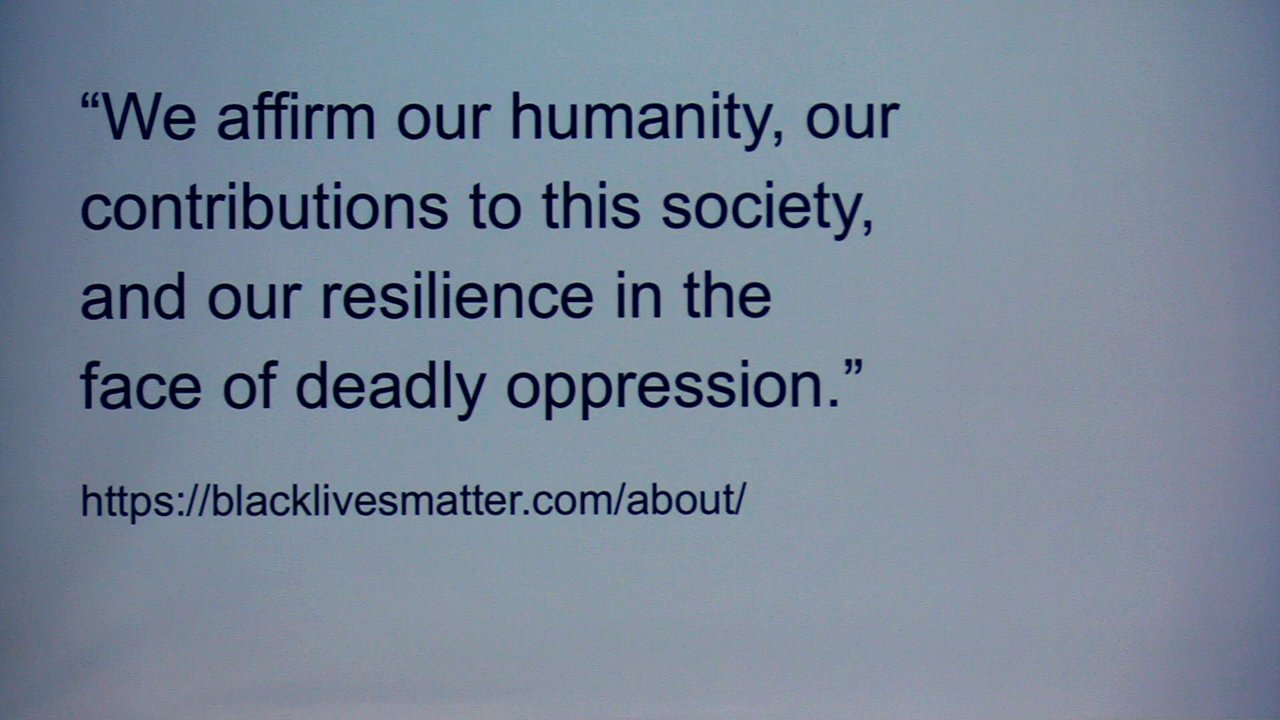 “We affirm our humanity, our
contributions to this society,
and our resilience in the
face of deadly oppression.”
https://blacklivesmatter.com/about/